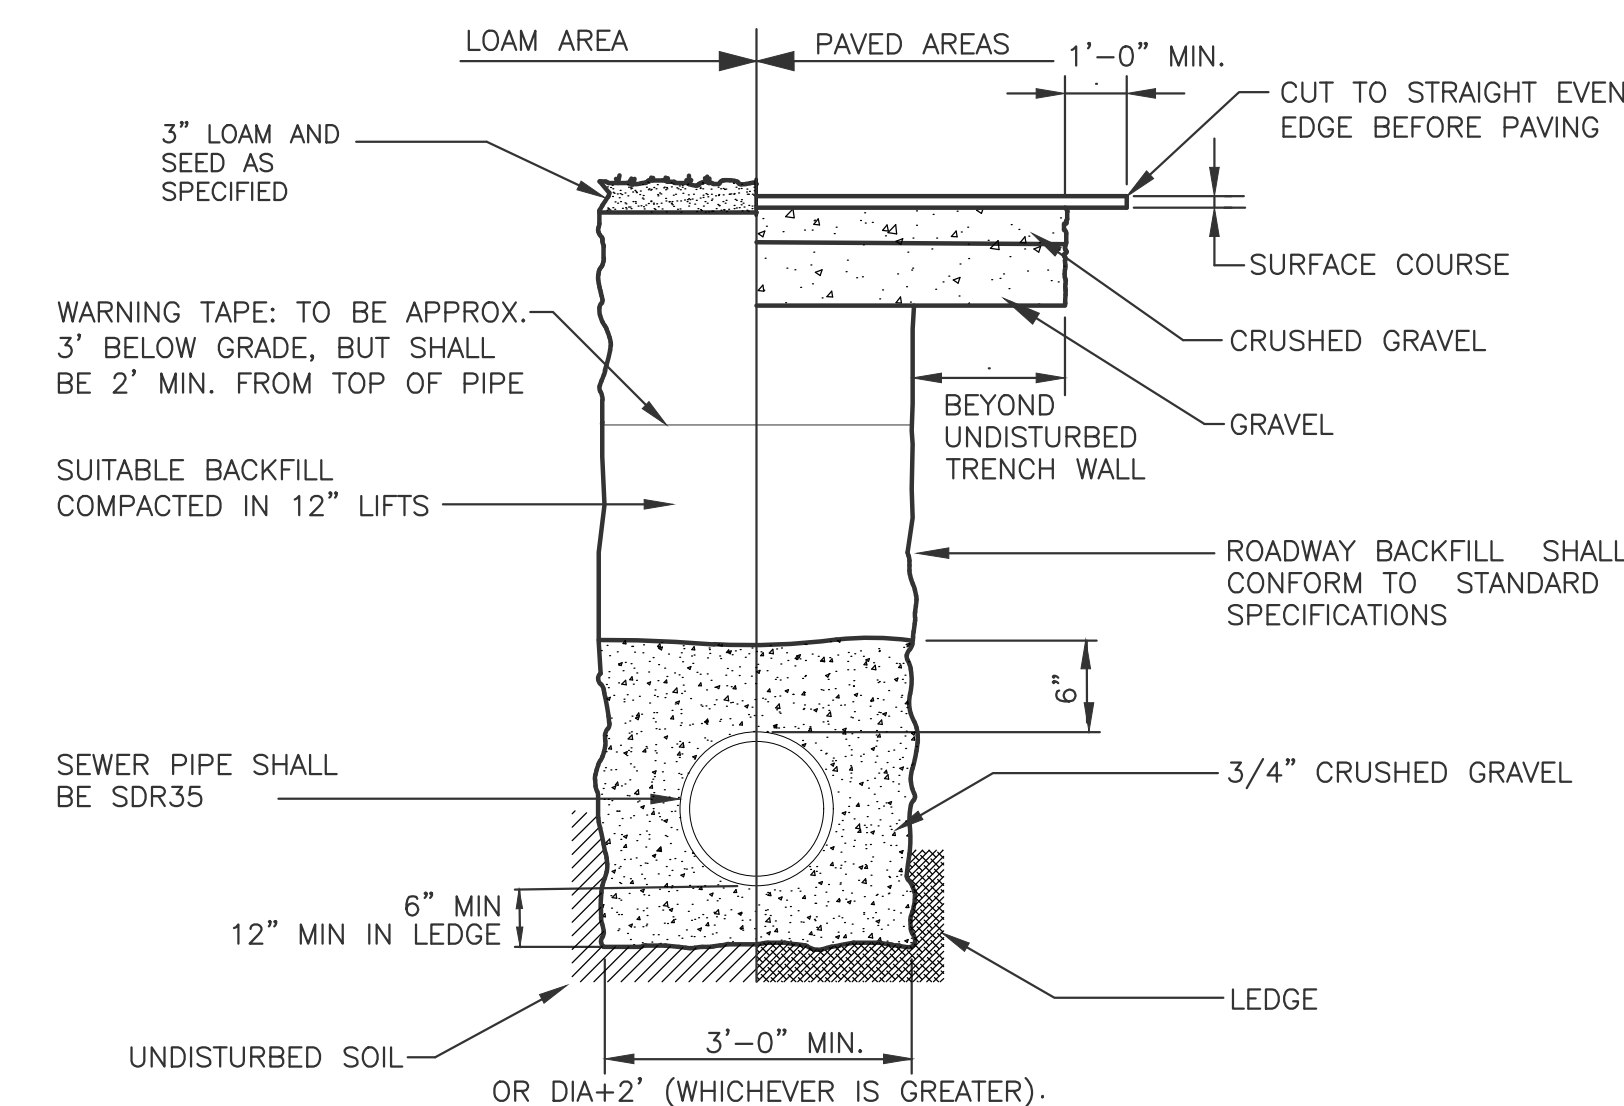 LOAM AREA
PAVED AREAS
1'-0" MIN.
CUT TO STRAIGHT EVEN
EDGE BEFORE PAVING
3" LOAM AND
SEED AS
SPECIFIED
SURFACE COURSE
WARNING TAPE: TO BE APPROX.
3' BELOW GRADE, BUT SHALL
BE 2' MIN. FROM TOP OF PIPE
CRUSHED GRAVEL
GRAVEL
BEYOND
UNDISTURBED
TRENCH WALL
SUITABLE BACKFILL
COMPACTED IN 12" LIFTS
ROADWAY BACKFILL SHALL
CONFORM TO STANDARD
SPECIFICATIONS
6"
SEWER PIPE SHALL
BE SDR35
3/4" CRUSHED GRAVEL
6" MIN
12" MIN IN LEDGE
LEDGE
UNDISTURBED SOIL
3'-0" MIN.
OR DIA+2' (WHICHEVER IS GREATER).